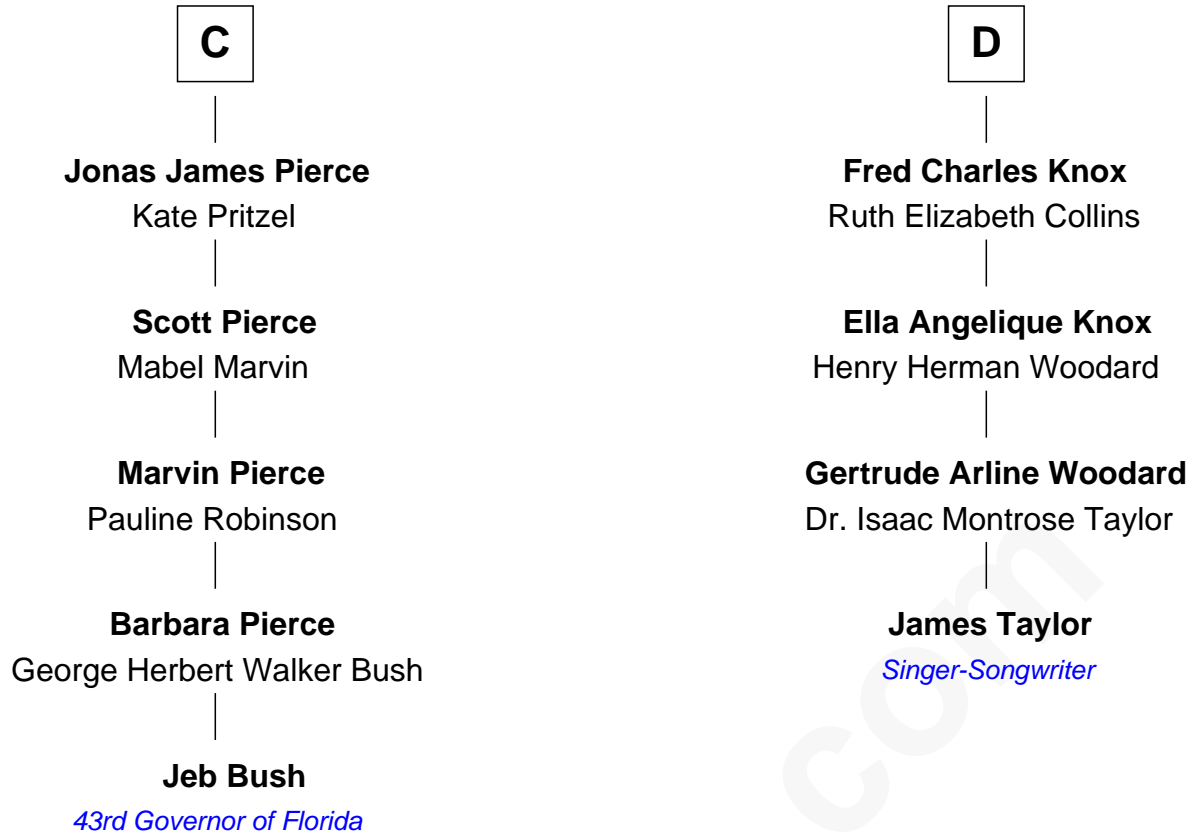 C
Jonas James Pierce
Kate Pritzel
Scott Pierce
Mabel Marvin
Marvin Pierce
Pauline Robinson
Barbara Pierce
George Herbert Walker Bush
Jeb Bush
43rd Governor of Florida
D
Fred Charles Knox
Ruth Elizabeth Collins
Ella Angelique Knox
Henry Herman Woodard
Gertrude Arline Woodard
Dr. Isaac Montrose Taylor
James Taylor
Singer-Songwriter
com